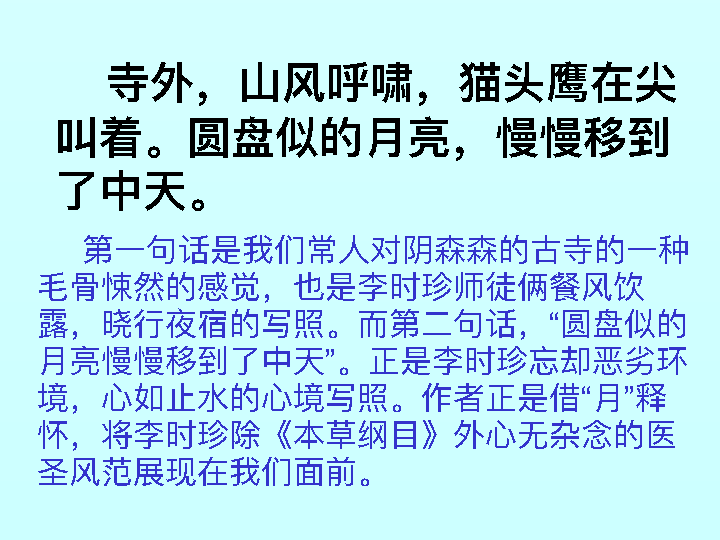 寺外，山风呼啸，猫头鹰在尖
叫着。圆盘似的月亮，慢慢移到
了中天。
第一句话是我们常人对阴森森的古寺的一种
毛骨悚然的感觉，也是李时珍师徒俩餐风饮
露，晓行夜宿的写照。而第二句话，“圆盘似的
月亮慢慢移到了中天”。正是李时珍忘却恶劣环
境，心如止水的心境写照。作者正是借“月”释
怀，将李时珍除《本草纲目》外心无杂念的医
圣风范展现在我们面前。